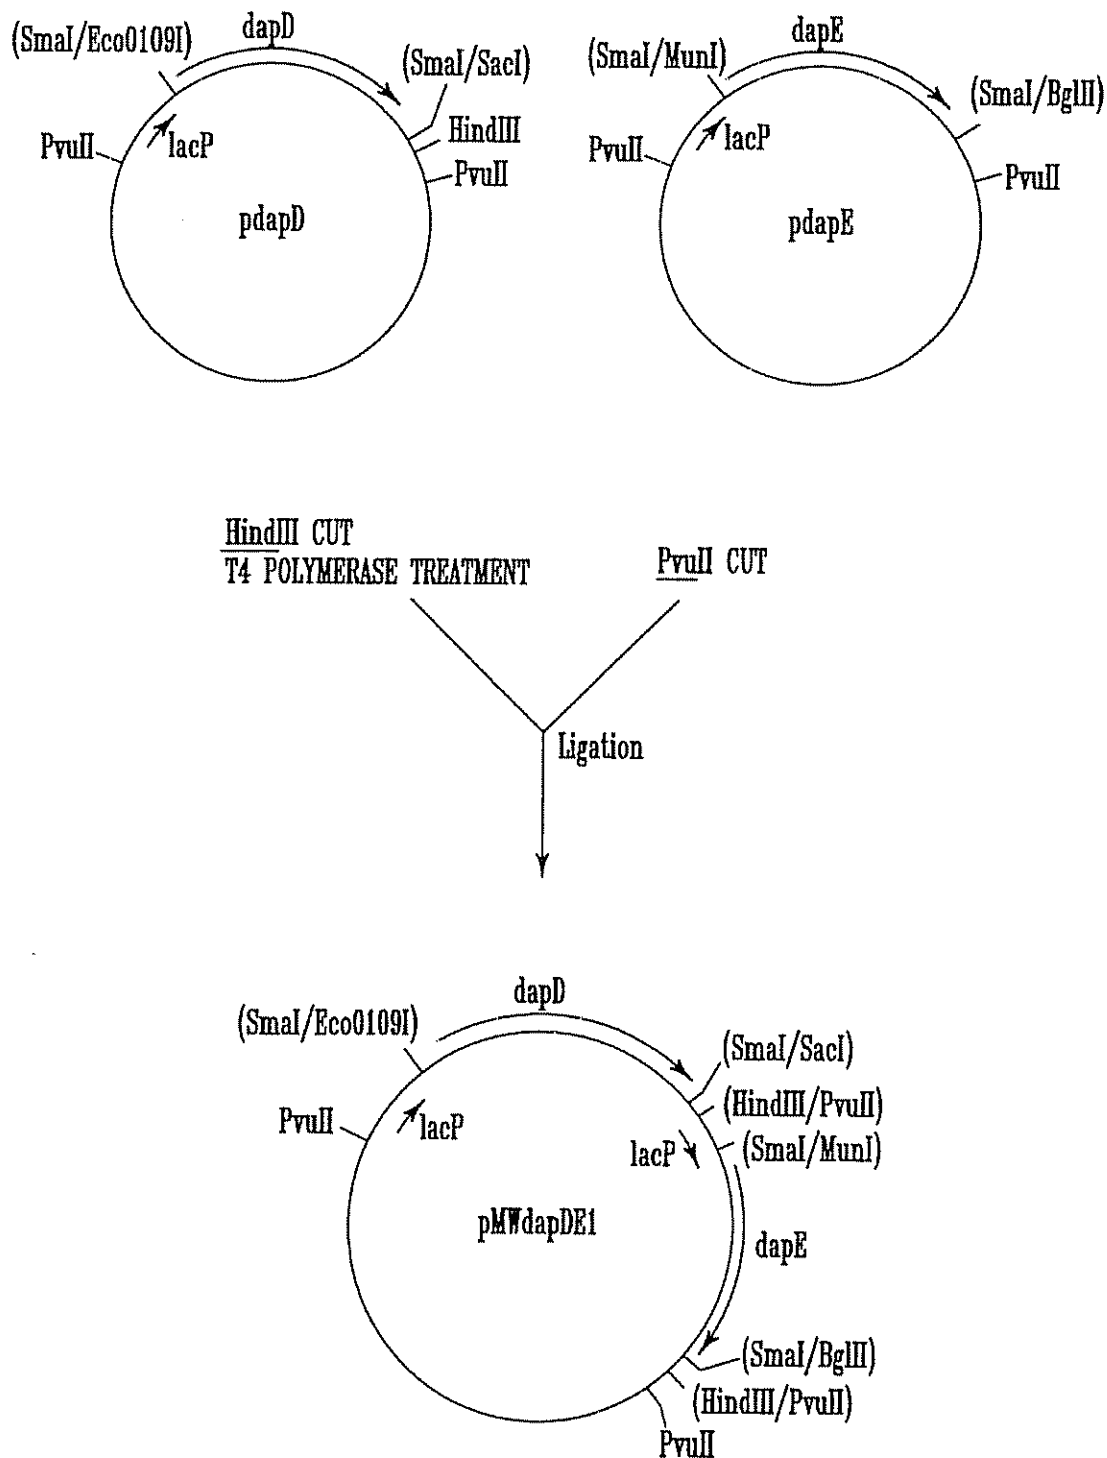 dapD
(SmaI/Eco0109I)
(SmaI/SacI)
HindIII
PvuII
lacP
PvuII
pdapD
dapE
(SmaI/MunI)
(SmaI/BglII)
PvuII
lacP
PvuII
pdapE
HindIII CUT
T4 POLYMERASE TREATMENT
PvuII CUT
Ligation
dapD
(SmaI/Eco0109I)
(SmaI/SacI)
(HindIII/PvuII)
PvuII
lacP
lacP
(SmaI/MunI)
pMWdapDE1
dapE
(SmaI/BglII)
(HindIII/PvuII)
PvuII